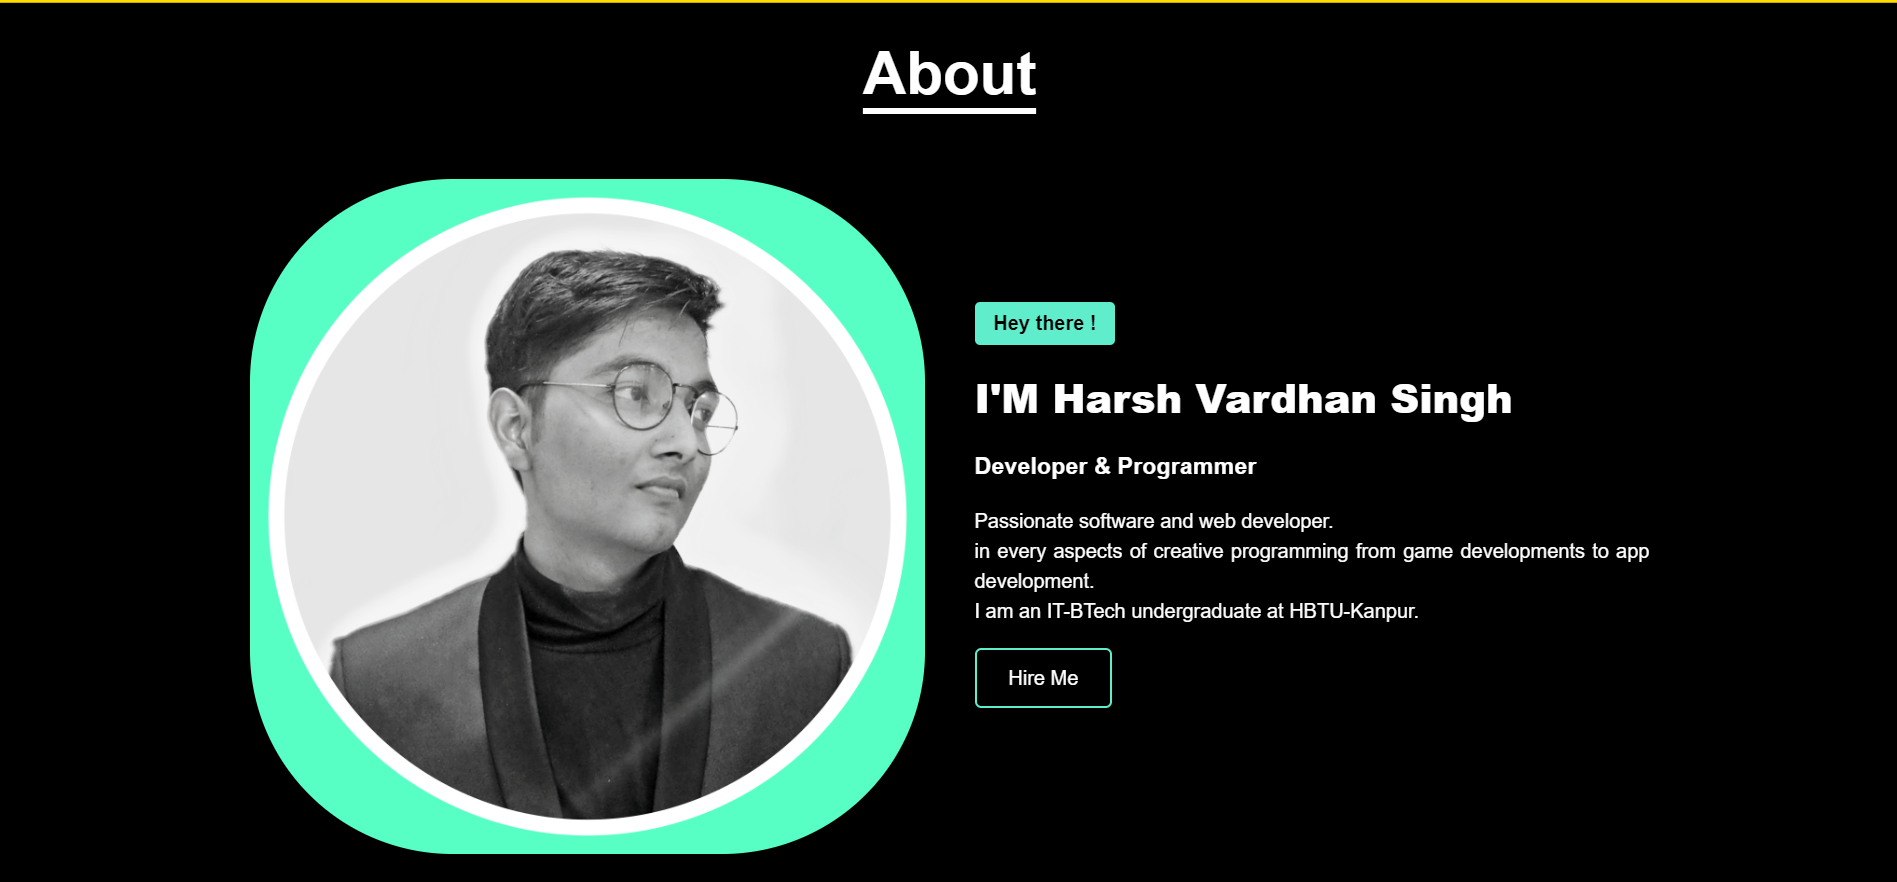 About
Hey there !
I'M Harsh Vardhan Singh
Developer & Programmer
Passionate software and web developer.
in every aspects of creative programming from game developments to app
development.
I am an IT-BTech undergraduate at HBTU-Kanpur.
Hire Me